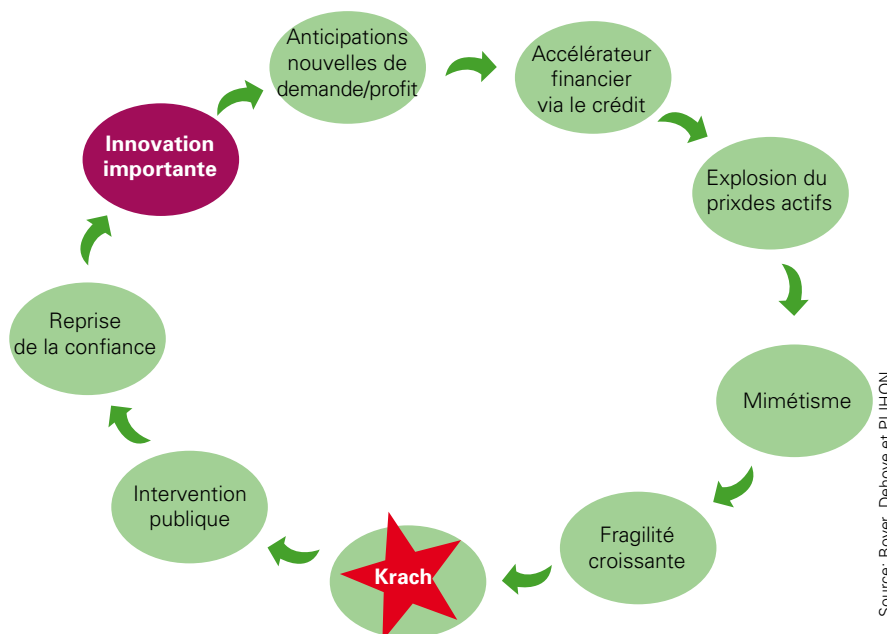 Anticipations
nouvelles de
demande/profit
Accélérateur
financier
via le crédit
Explosion du
prixdes actifs
Mimétisme
Fragilité
croissante
Krach
Intervention
publique
Reprise
de la confiance
Innovation
importante
Source: Boyer, Dehove et PLIHON